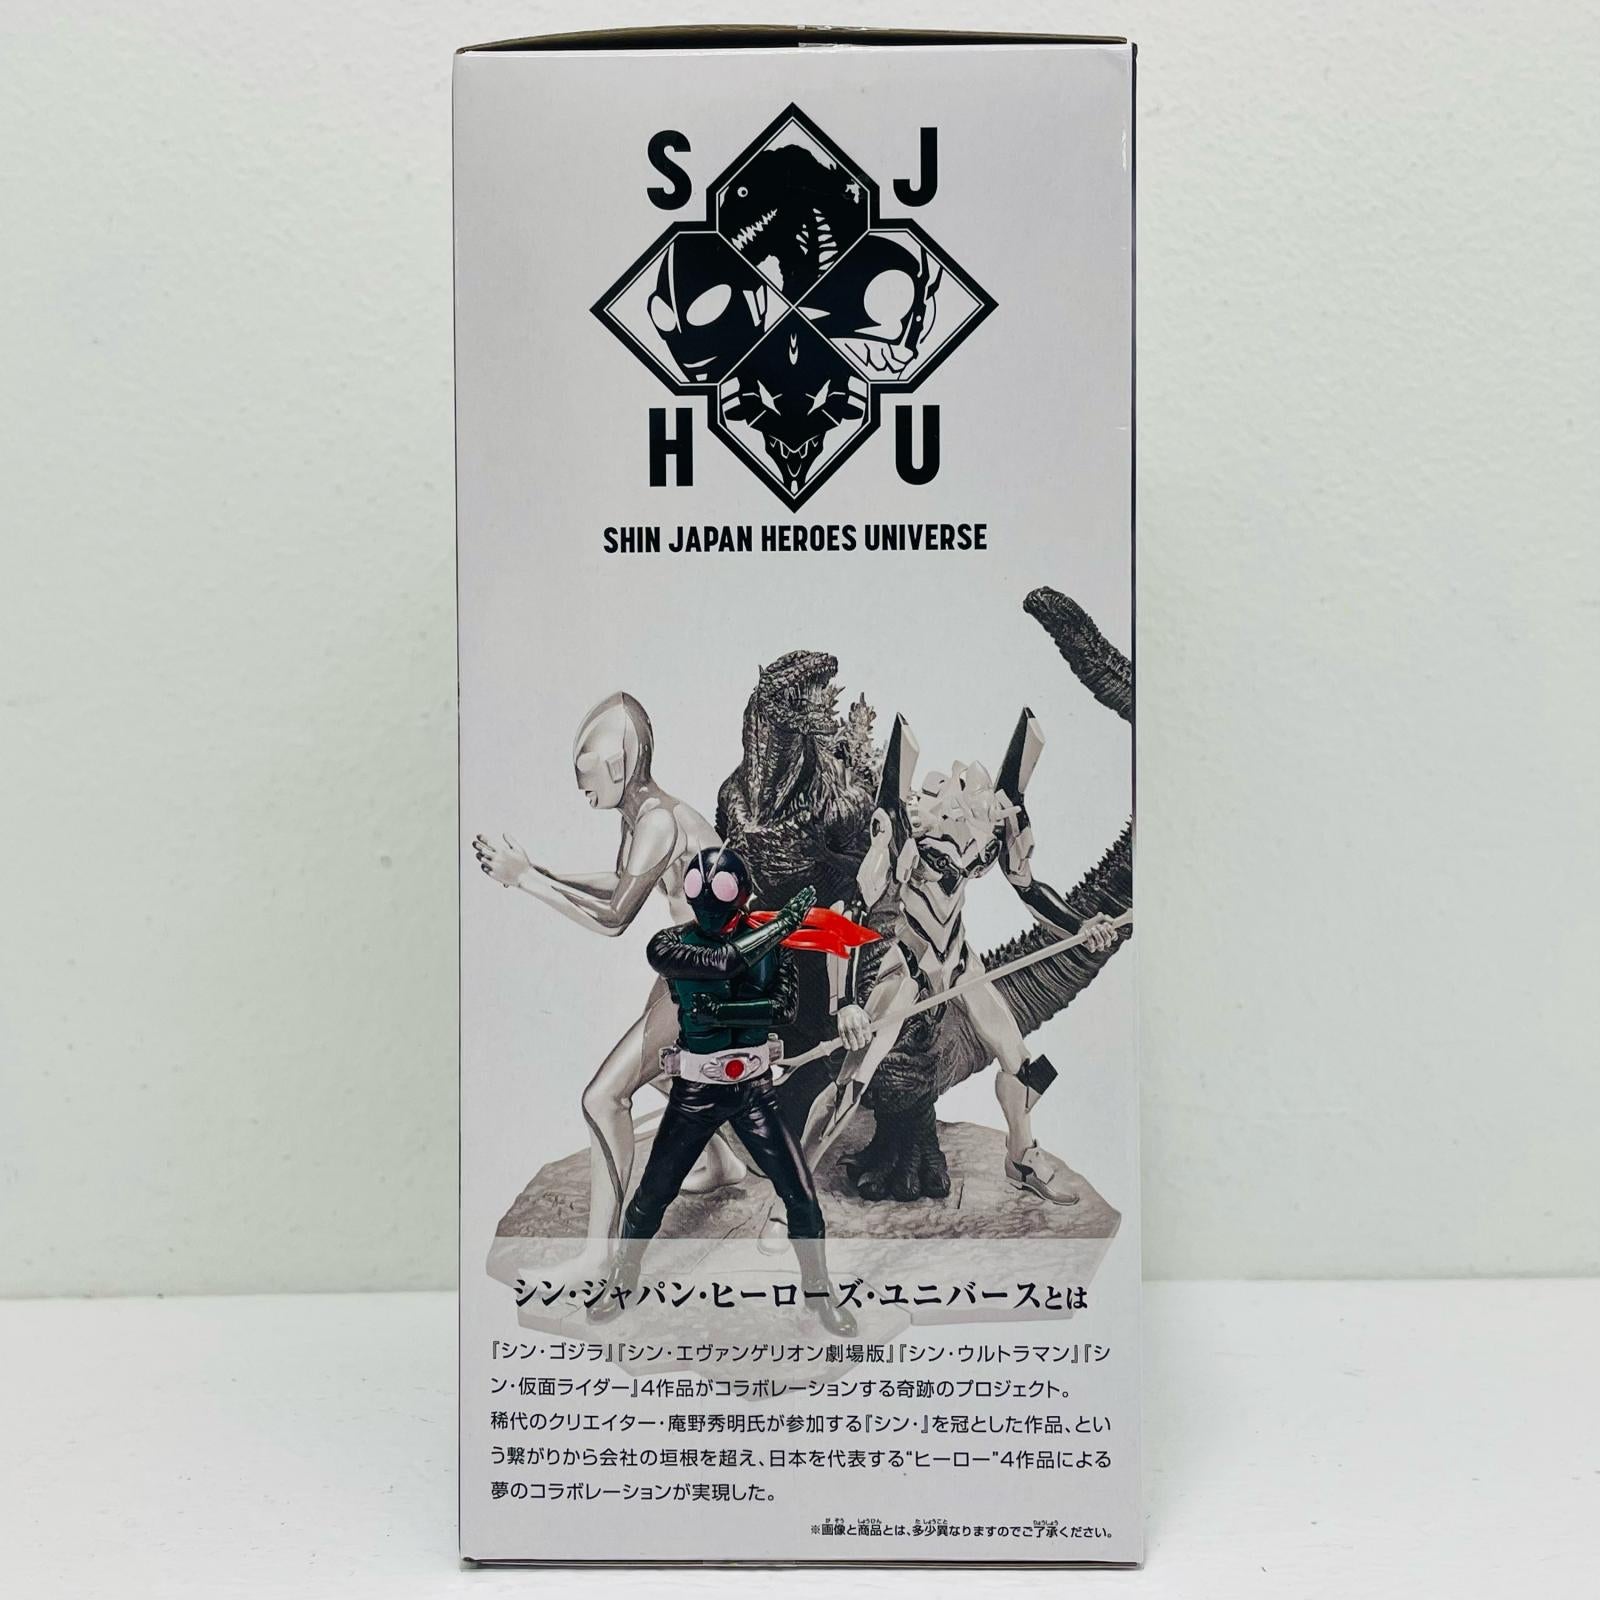 S J
H U
SHIN JAPAN HEROES UNIVERSE
シン・ジャパン・ヒーローズ・ユニバースとは
『シン・ゴジラ』『シン・エヴァンゲリオン劇場版』『シン・ウルトラマン』『シ
ン・仮面ライダー』4作品がコラボレーションする奇跡のプロジェクト。
稀代のクリエイター・庵野秀明氏が参加する『シン・』を冠とした作品、とい
う繋がりから会社の垣根を超え、日本を代表する“ヒーロー”4作品による
夢のコラボレーションが実現した。
※画像と商品とは、多少異なりますのでご了承ください。